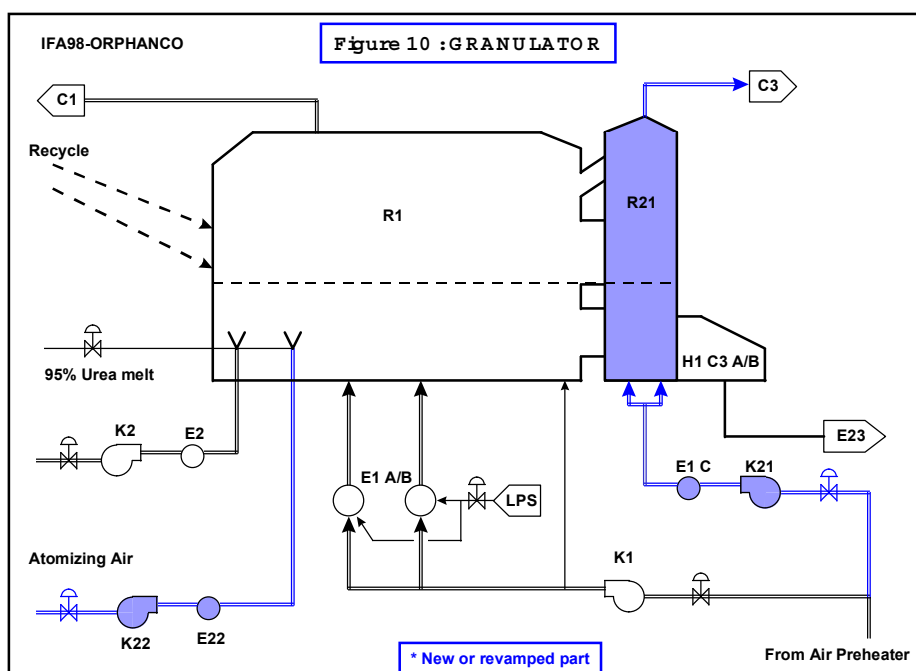 IFA98-ORPHANCO
Figure 10 : GRANULATOR
C1
C3
Recycle
R1
R21
95% Urea melt
H1 C3 A/B
K2
E2
E23
E1 A/B
LPS
E1 C
K21
Atomizing Air
K1
K22
E22
* New or revamped part
From Air Preheater